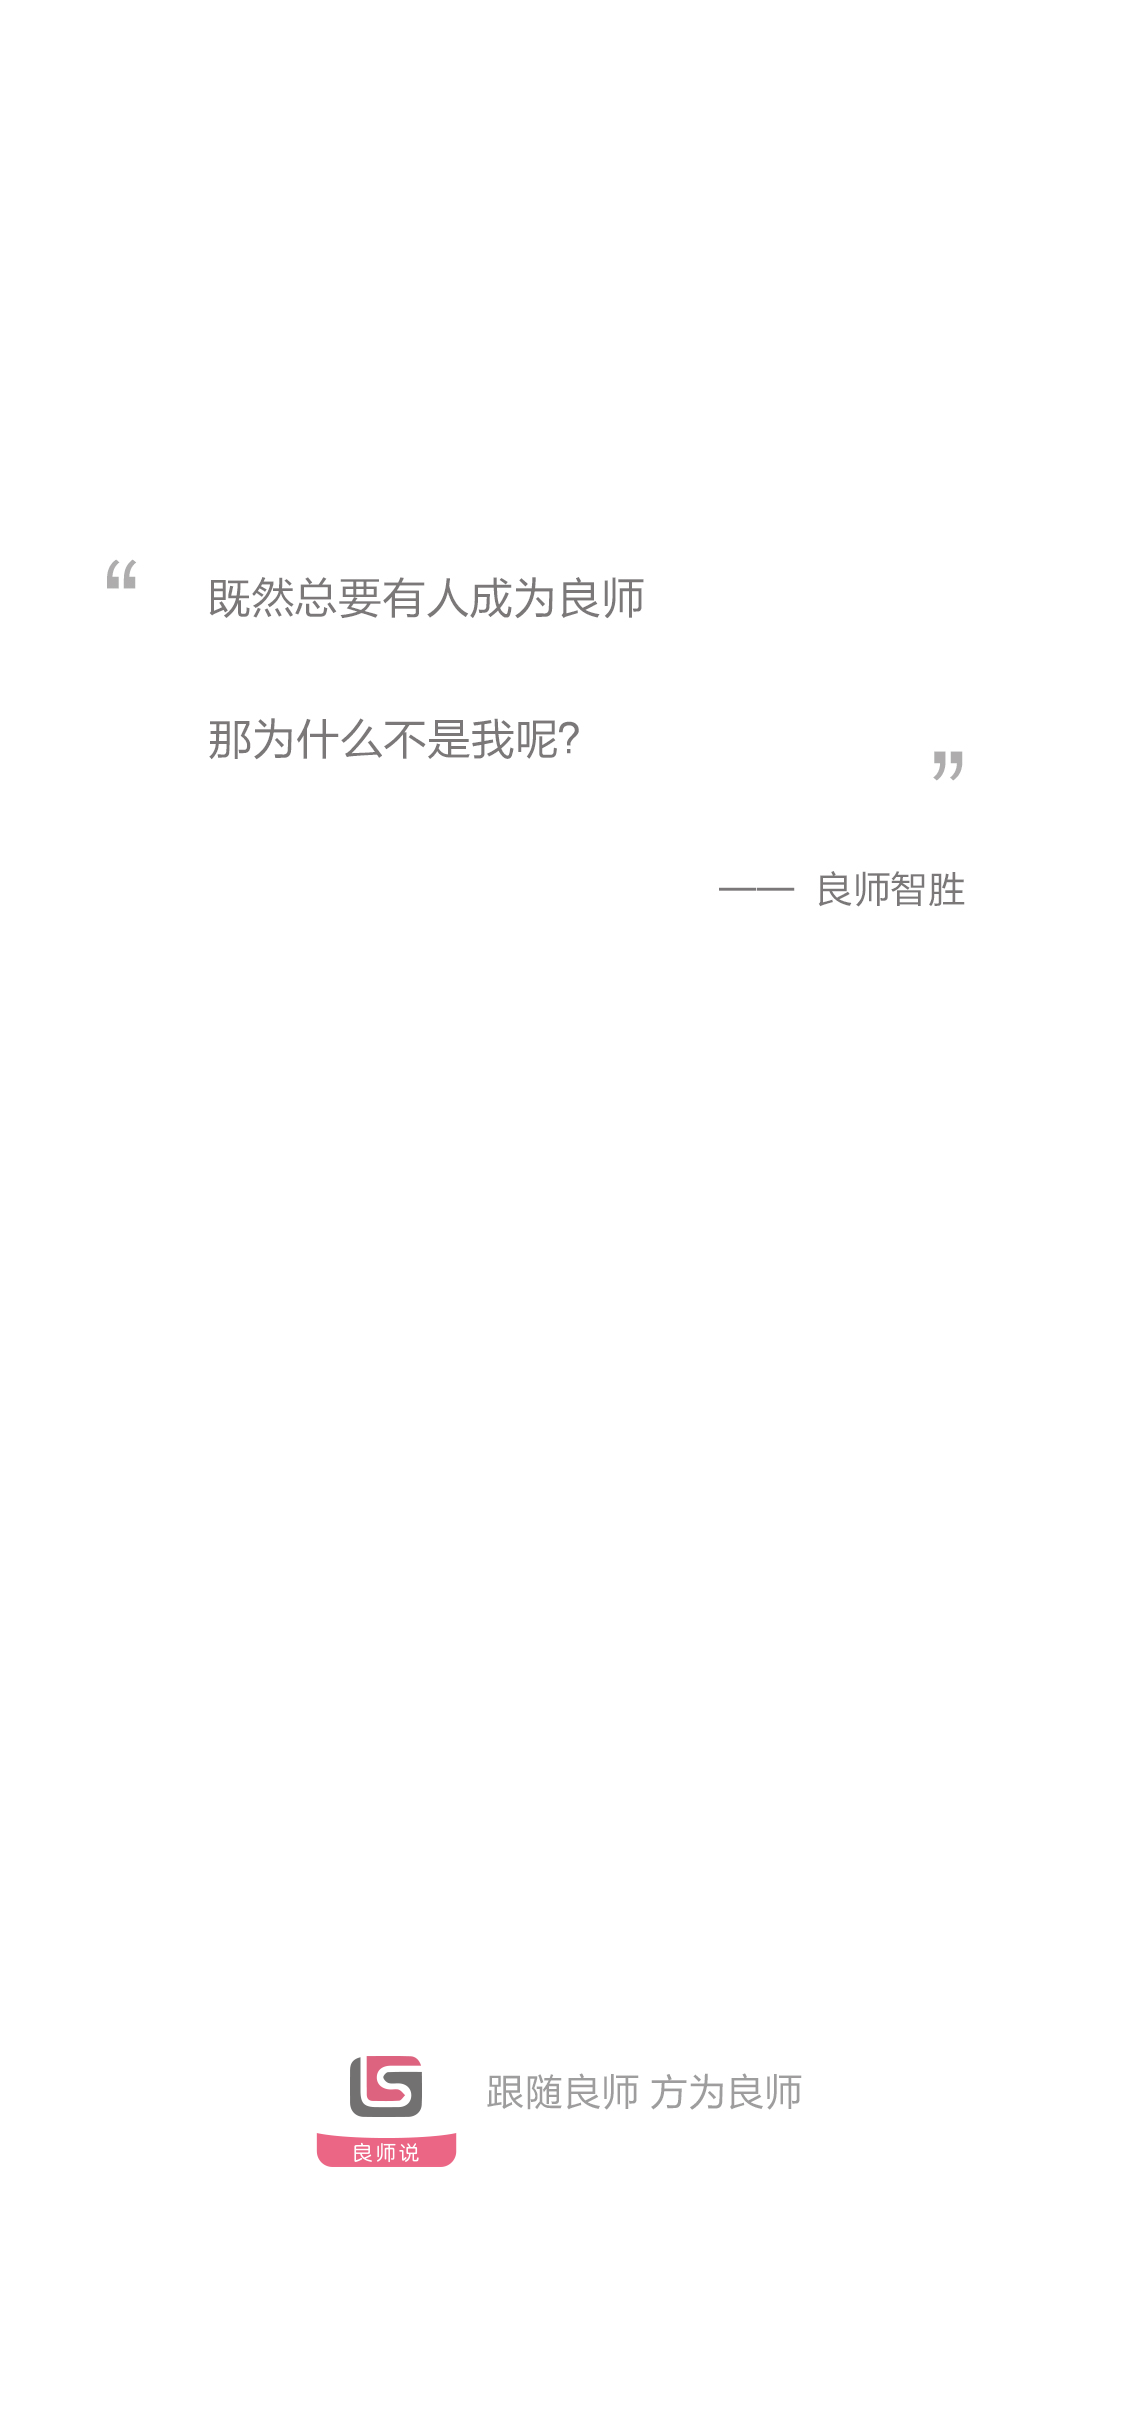 “
既然总要有人成为良师
那为什么不是我呢?
”
—— 良师智胜
跟随良师 方为良师
良师说